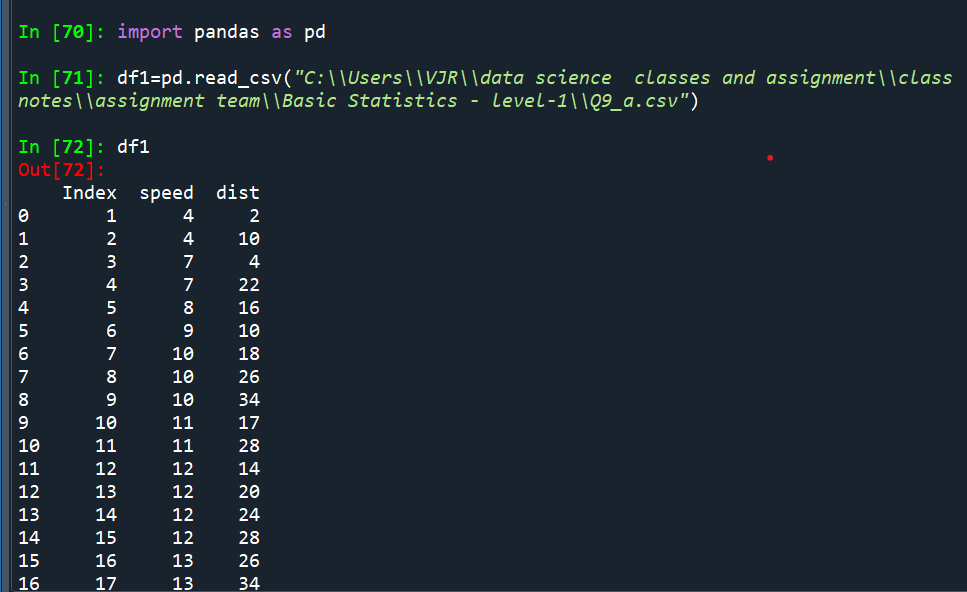 In [70]: import pandas as pd
In [71]: df1=pd.read_csv("C:\\Users\\VJR\\data science  classes and assignment\\class
notes\\assignment team\\Basic Statistics - level-1\\Q9_a.csv")
In [72]: df1
Out[72]:
    Index  speed  dist
0       1      4     2
1       2      4    10
2       3      7     4
3       4      7    22
4       5      8    16
5       6      9    10
6       7     10    18
7       8     10    26
8       9     10    34
9      10     11    17
10     11     11    28
11     12     12    14
12     13     12    20
13     14     12    24
14     15     12    28
15     16     13    26
16     17     13    34